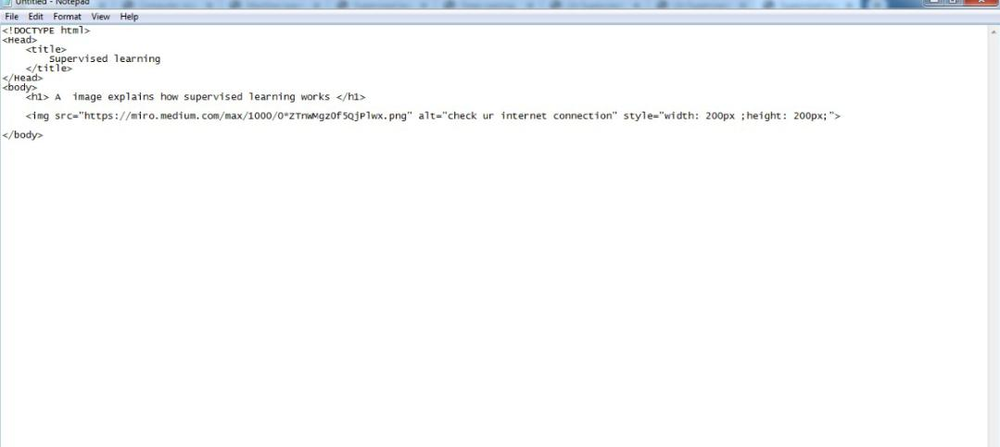 Untitled - Notepad
File Edit Format View Help
<!DOCTYPE html>
<Head>
<title>
Supervised learning
</title>
</Head>
<body>
<h1> A  image explains how supervised learning works </h1>
<img src="https://miro.medium.com/max/1000/0*ZTnwMgzOf5QjPlwx.png" alt="check ur internet connection" style="width: 200px ;height: 200px;">
</body>